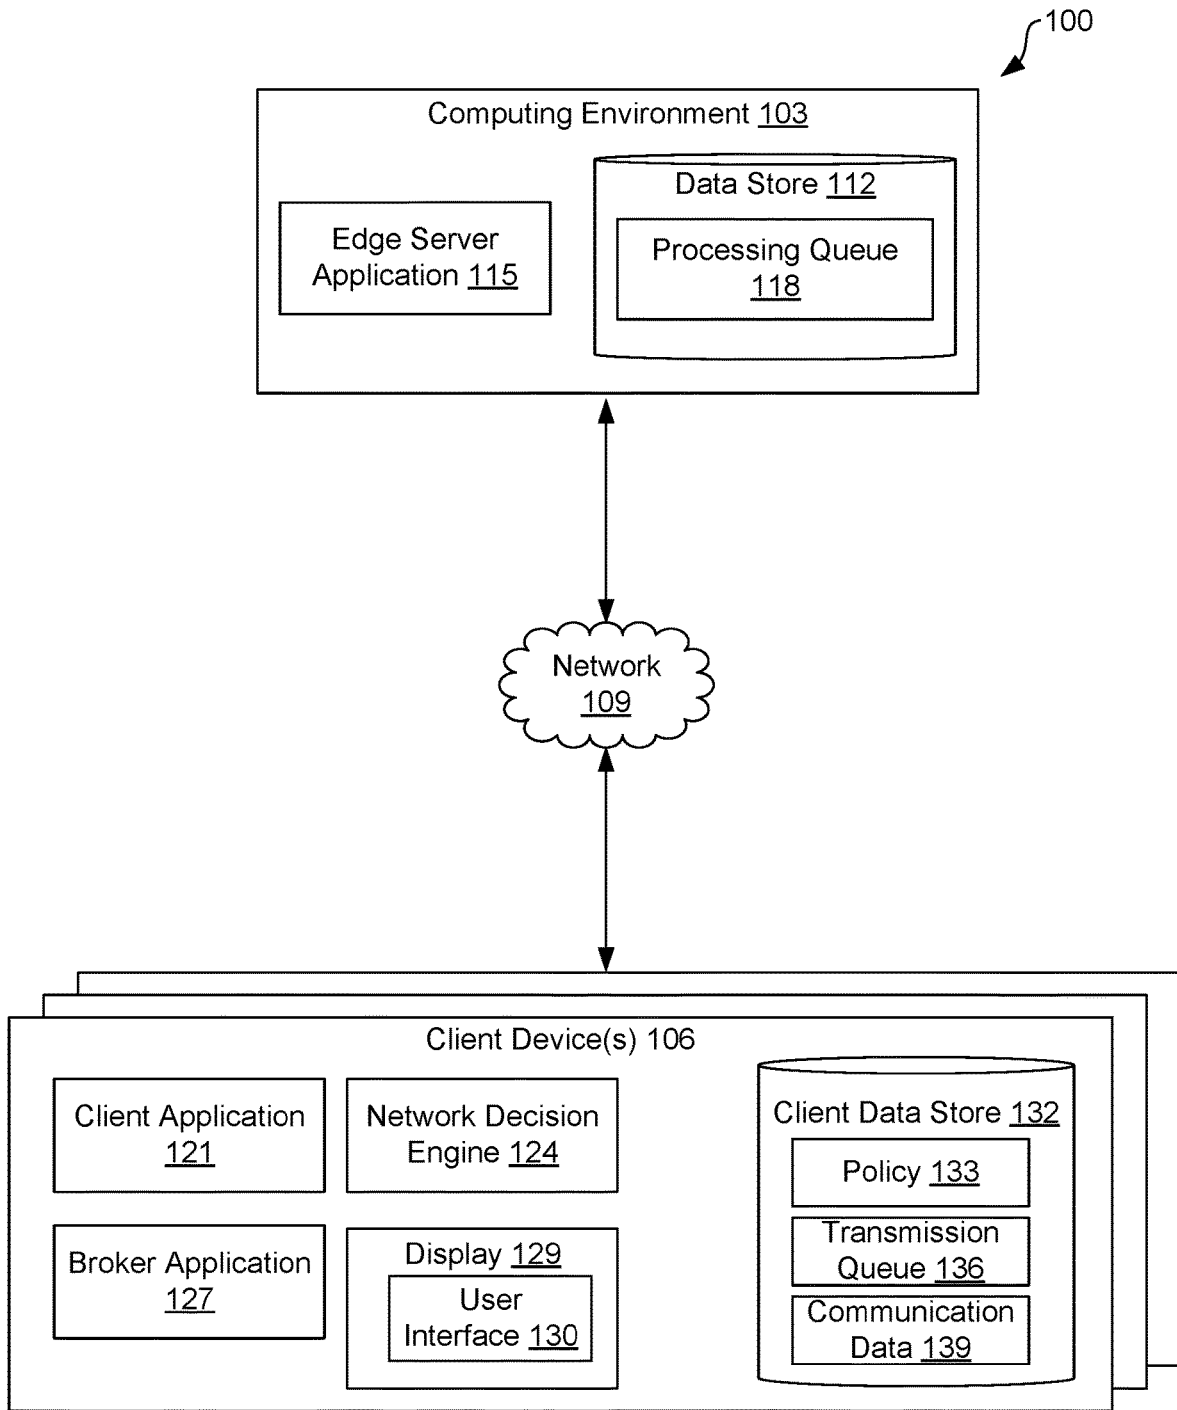 100
Computing Environment 103
Data Store 112
Edge Server
Application 115
Processing Queue
118
Network
109
Client Device(s) 106
Client Application
121
Network Decision
Engine 124
Client Data Store 132
Policy 133
Transmission
Queue 136
Communication
Data 139
Broker Application
127
Display 129
User
Interface 130